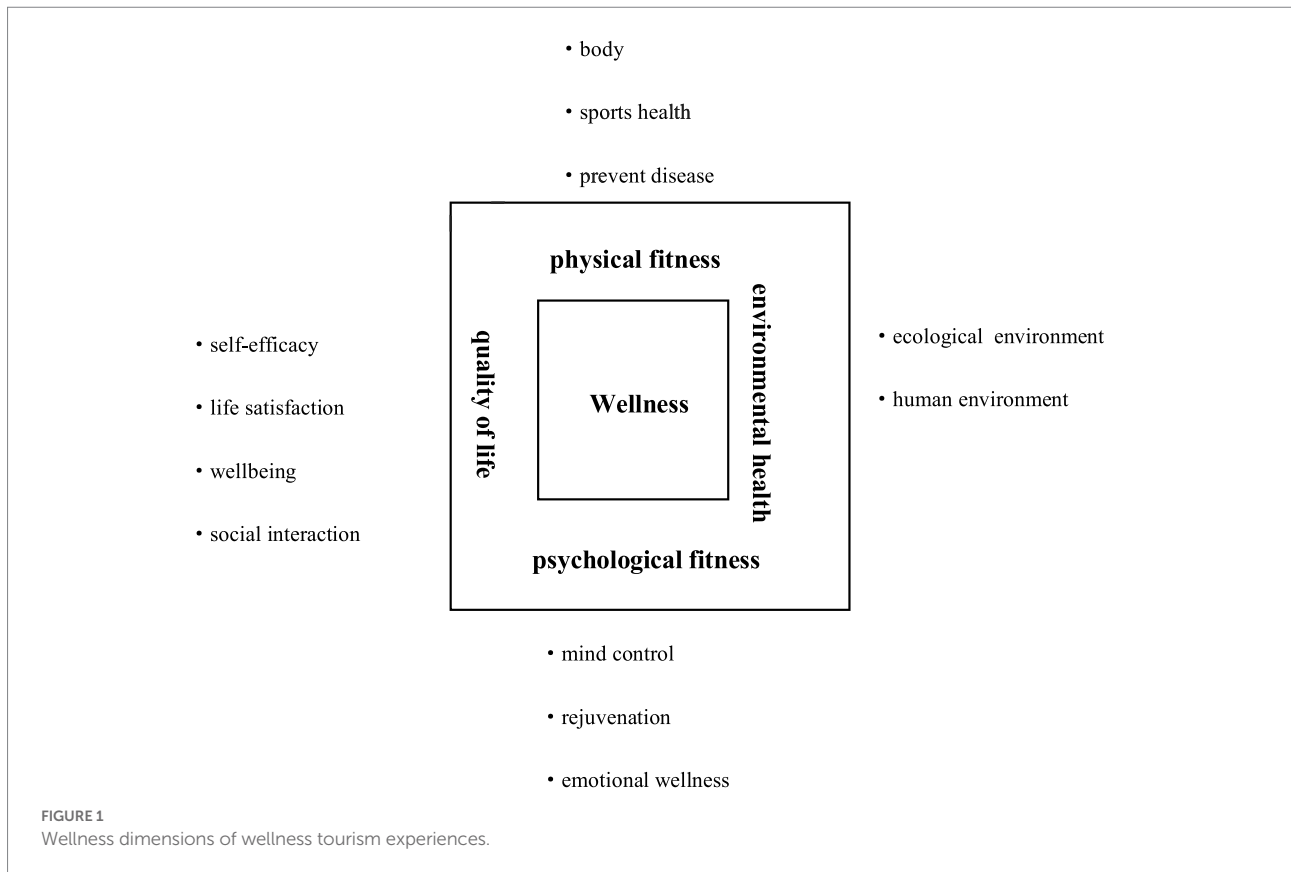 • body
• sports health
• prevent disease
physical fitness
• self-efficacy
• life satisfaction
• wellbeing
• social interaction
quality of life
Wellness
environmental health
• ecological environment
• human environment
psychological fitness
• mind control
• rejuvenation
• emotional wellness
FIGURE 1
Wellness dimensions of wellness tourism experiences.